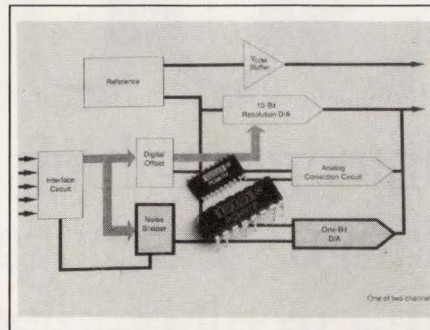 VCOM
Buffer
Reference
10-Bit
Resolution D/A
Digital
Offset
Interface
Circuit
Analog
Correction Circuit
Noise
Shaper
One-Bit
D/A
One of two channels